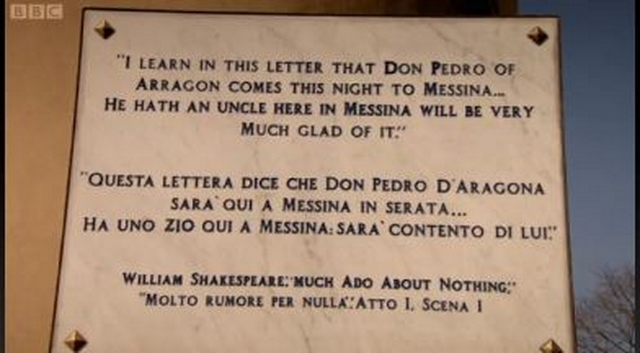 BBC
"I LEARN IN THIS LETTER THAT DON PEDRO OF
ARRAGON COMES THIS NIGHT TO MESSINA...
HE HATH AN UNCLE HERE IN MESSINA WILL BE VERY
MUCH GLAD OF IT."
"QUESTA LETTERA DICE CHE DON PEDRO D'ARAGONA
SARA` QUI A MESSINA IN SERATA...
HA UNO ZIO QUI A MESSINA: SARA` CONTENTO DI LUI."
WILLIAM SHAKESPEARE: "MUCH ADO ABOUT NOTHING;"
"MOLTO RUMORE PER NULLA", ATTO I, SCENA I